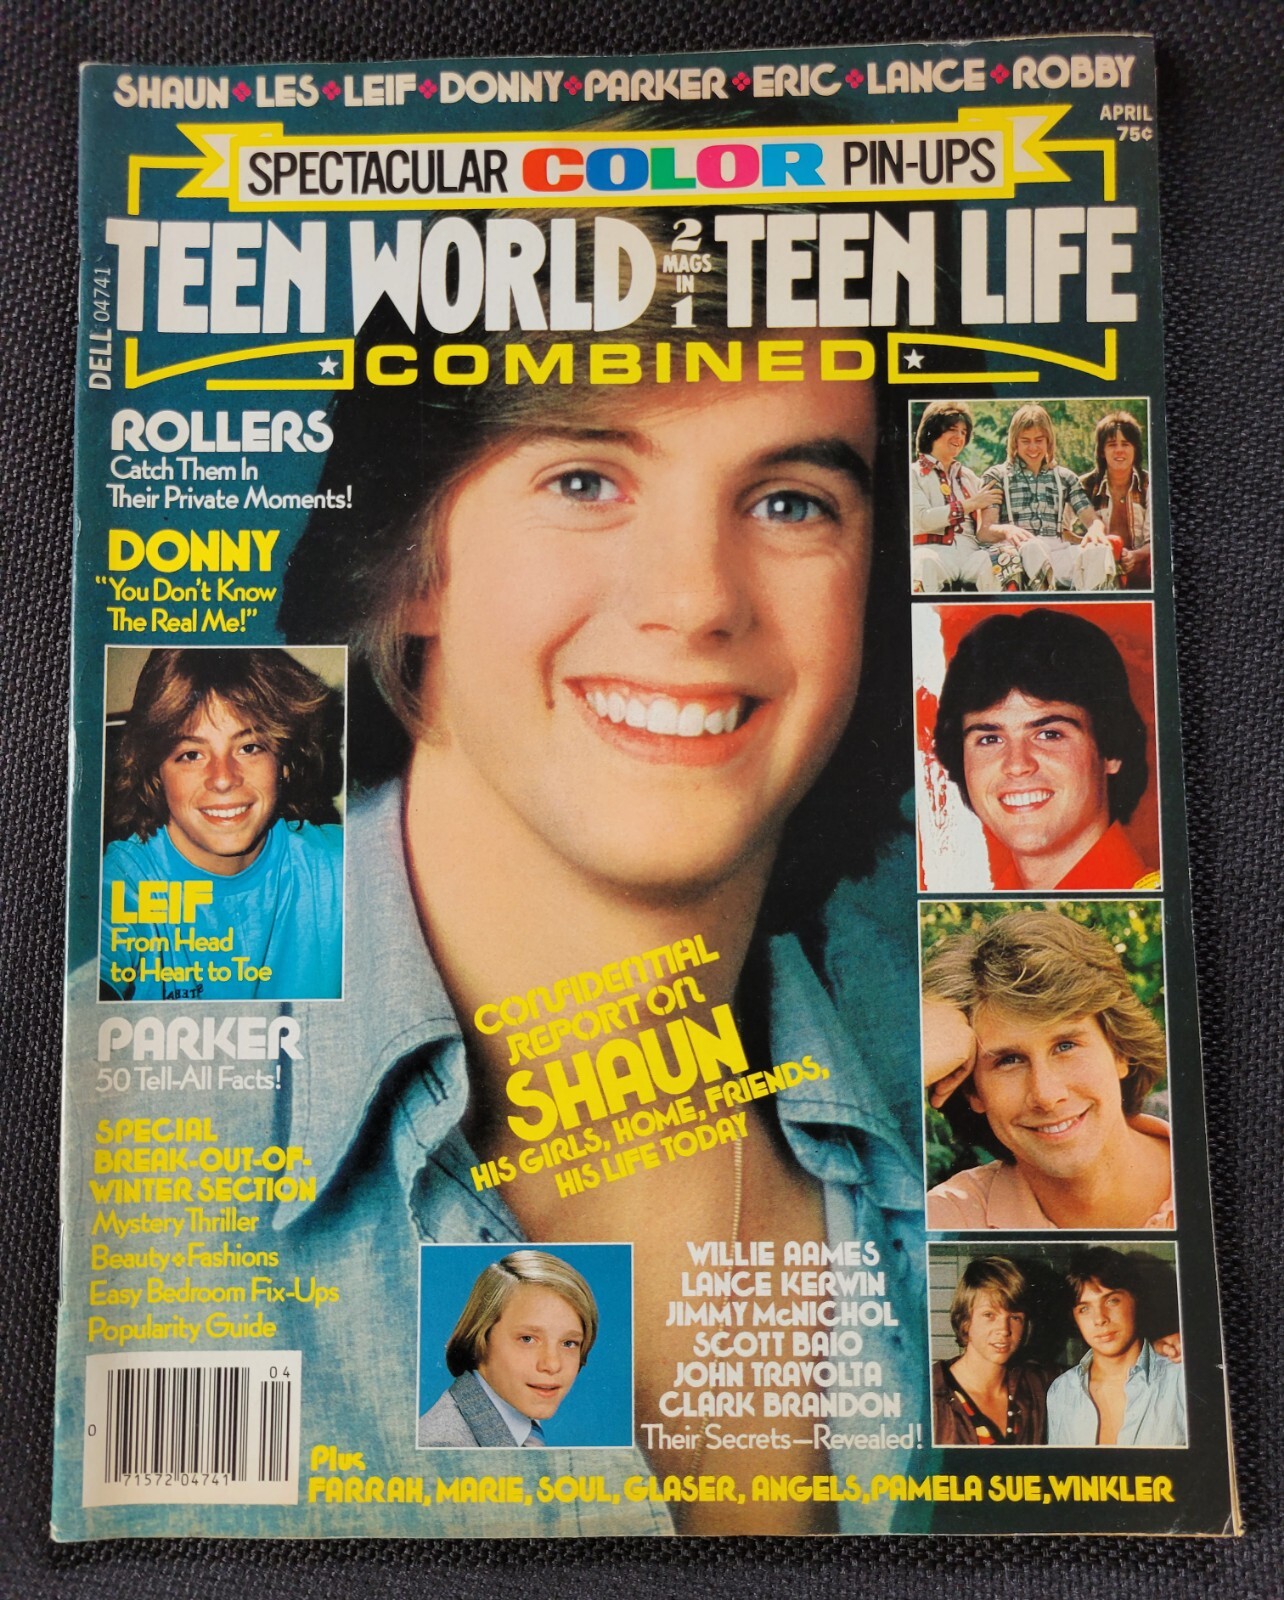 SHAUN LES LEIF DONNY PARKER ERIC LANCE ROBBY
APRIL
75¢
SPECTACULAR COLOR PIN-UPS
TEEN WORLD 2 MAGS IN 1 TEEN LIFE
COMBINED
DELL 04741
ROLLERS
Catch Them In
Their Private Moments!
DONNY
"You Don't Know
The Real Me!"
LEIF
From Head
to Heart to Toe
PARKER
50 Tell-All Facts!
SPECIAL
BREAK-OUT-OF-
WINTER SECTION
Mystery Thriller
Beauty Fashions
Easy Bedroom Fix-Ups
Popularity Guide
CONFIDENTIAL
REPORT ON
SHAUN
HIS GIRLS, HOME, FRIENDS,
HIS LIFE TODAY
WILLIE AAMES
LANCE KERWIN
JIMMY McNICHOL
SCOTT BAIO
JOHN TRAVOLTA
CLARK BRANDON
Their Secrets—Revealed!
04
0
71572 04741
Plus
FARRAH, MARIE, SOUL, GLASER, ANGELS, PAMELA SUE, WINKLER